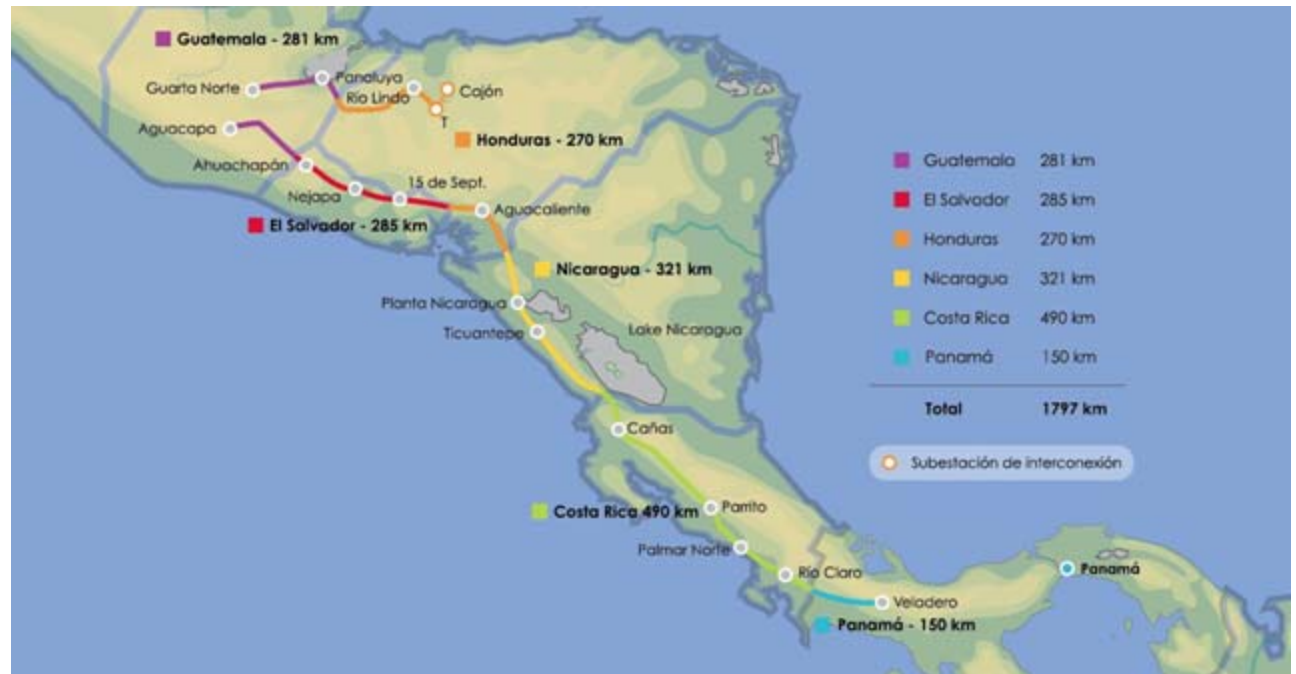 Guatemala - 281 km
Guarta Norte
Panaluya
Río Lindo
Cajón
T
Aguacapa
Honduras - 270 km
Ahuachapán
Nejapa
15 de Sept.
Aguacaliente
El Salvador - 285 km
Nicaragua - 321 km
Planta Nicaragua
Ticuantepe
Lake Nicaragua
Cañas
Costa Rica 490 km
Parrito
Palmar Norte
Río Claro
Veladero
Panamá
Panamá - 150 km
Guatemala 281 km
El Salvador 285 km
Honduras 270 km
Nicaragua 321 km
Costa Rica 490 km
Panamá 150 km
Total 1797 km
Subestación de interconexión